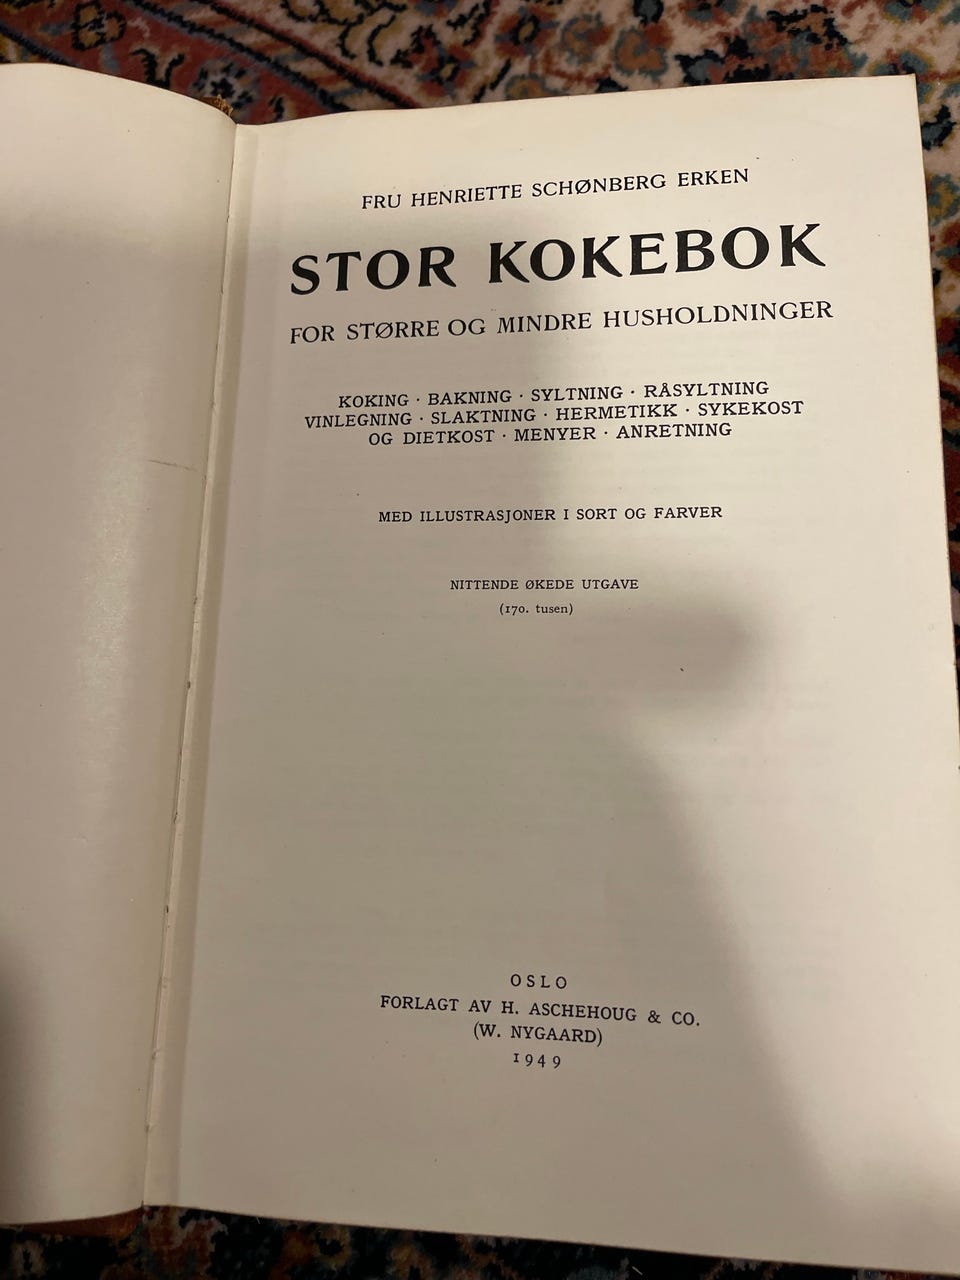 FRU HENRIETTE SCHØNBERG ERKEN
STOR KOKEBOK
FOR STØRRE OG MINDRE HUSHOLDNINGER
KOKING · BAKNING · SYLTNING · RÅSYLTNING
VINLEGNING · SLAKTNING · HERMETIKK · SYKEKOST
OG DIETKOST · MENYER · ANRETNING
MED ILLUSTRASJONER I SORT OG FARVER
NITTENDE ØKEDE UTGAVE
(170. tusen)
OSLO
FORLAGT AV H. ASCHEHOUG & CO.
(W. NYGAARD)
1949